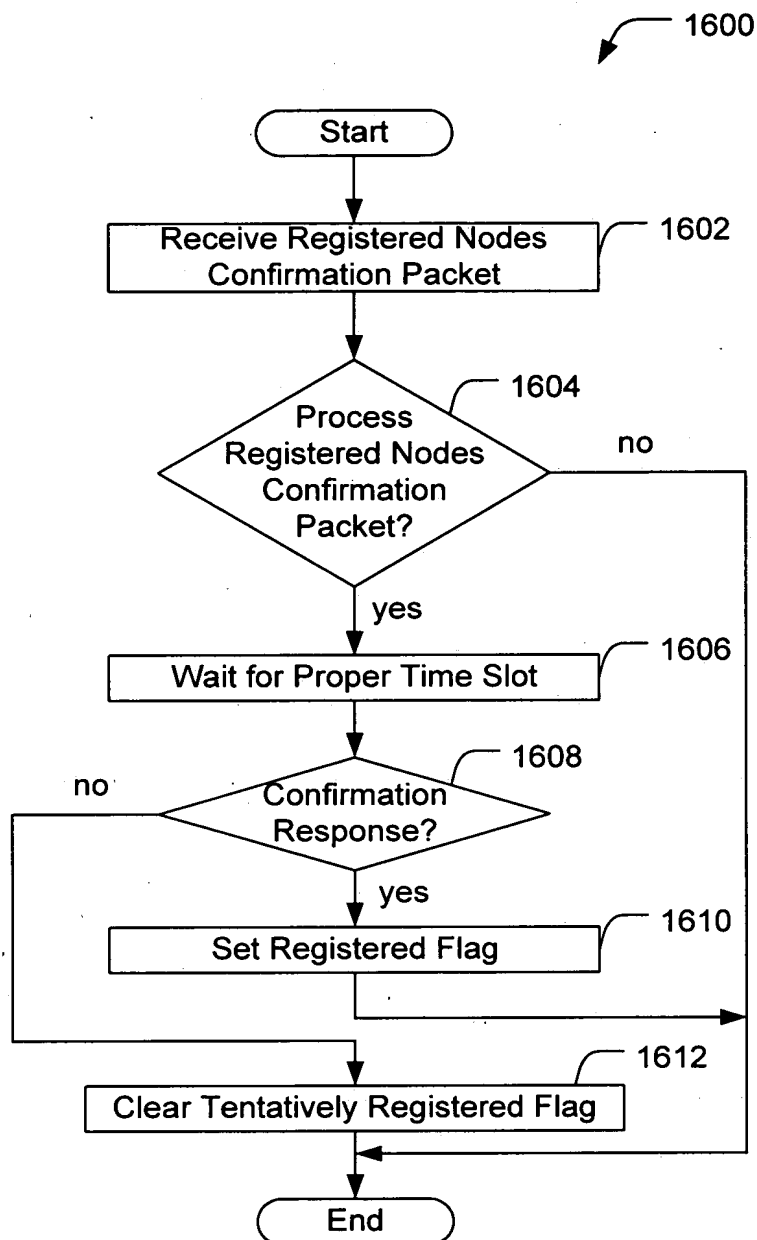 1600
Start
Receive Registered Nodes
Confirmation Packet
1602
1604
Process
Registered Nodes
Confirmation
Packet?
no
yes
1606
Wait for Proper Time Slot
1608
no
Confirmation
Response?
yes
1610
Set Registered Flag
1612
Clear Tentatively Registered Flag
End